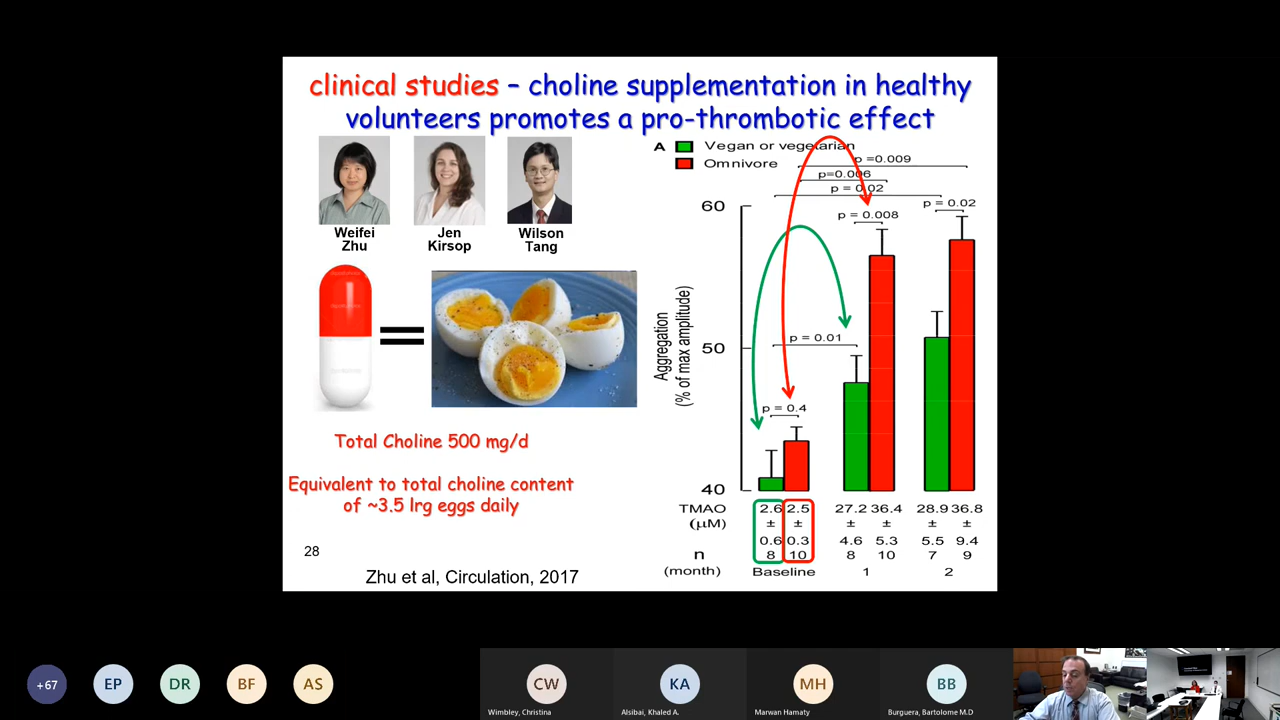 clinical studies – choline supplementation in healthy
volunteers promotes a pro-thrombotic effect
Weifei
Zhu
Jen
Kirsop
Wilson
Tang
Total Choline 500 mg/d
Equivalent to total choline content
of ~3.5 lrg eggs daily
28
Zhu et al, Circulation, 2017
A
Vegan or vegetarian
Omnivore
p =0.009
p=0.006
p = 0.02
p = 0.008
p = 0.02
p = 0.01
p = 0.4
60
50
40
Aggregation
(% of max amplitude)
TMAO 2.6 2.5 27.2 36.4 28.9 36.8
(μM) ± ± ± ± ± ±
0.6 0.3 4.6 5.3 5.5 9.4
n 8 10 8 10 7 9
(month) Baseline 1 2
+67
EP
DR
BF
AS
CW
Wimbley, Christina
KA
Alsibai, Khaled A.
MH
Marwan Hamaty
BB
Burguera, Bartolome M.D